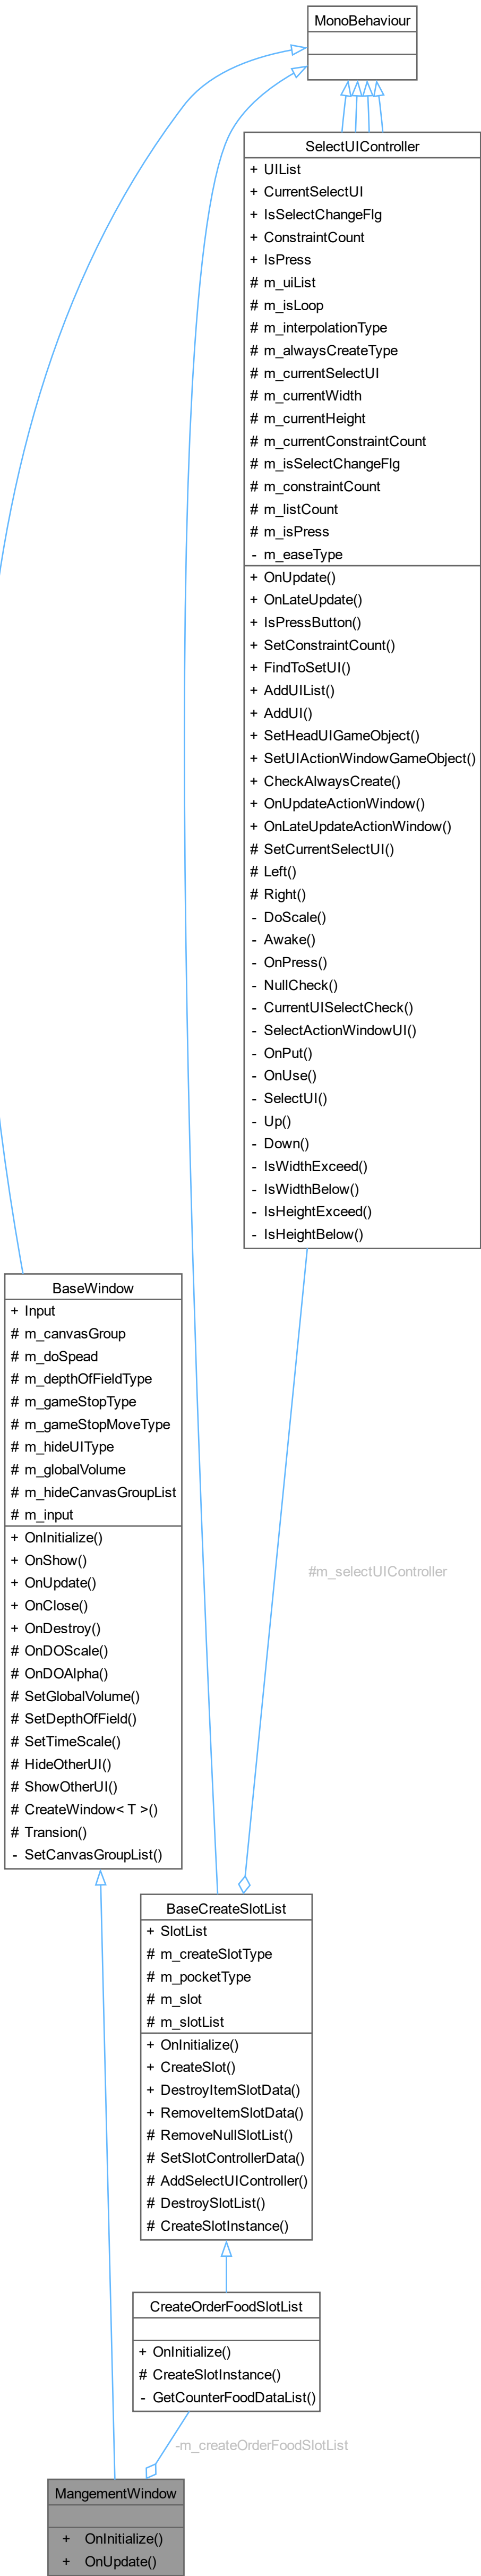 MonoBehaviour
SelectUIController
+ UIList
+ CurrentSelectUI
+ IsSelectChangeFlg
+ ConstraintCount
+ IsPress
# m_uiList
# m_isLoop
# m_interpolationType
# m_alwaysCreateType
# m_currentSelectUI
# m_currentWidth
# m_currentHeight
# m_currentConstraintCount
# m_isSelectChangeFlg
# m_constraintCount
# m_listCount
# m_isPress
- m_easeType
+ OnUpdate()
+ OnLateUpdate()
+ IsPressButton()
+ SetConstraintCount()
+ FindToSetUI()
+ AddUIList()
+ AddUI()
+ SetHeadUIGameObject()
+ SetUIActionWindowGameObject()
+ CheckAlwaysCreate()
+ OnUpdateActionWindow()
+ OnLateUpdateActionWindow()
# SetCurrentSelectUI()
# Left()
# Right()
- DoScale()
- Awake()
- OnPress()
- NullCheck()
- CurrentUISelectCheck()
- SelectActionWindowUI()
- OnPut()
- OnUse()
- SelectUI()
- Up()
- Down()
- IsWidthExceed()
- IsWidthBelow()
- IsHeightExceed()
- IsHeightBelow()
BaseWindow
+ Input
# m_canvasGroup
# m_doSpead
# m_depthOfFieldType
# m_gameStopType
# m_gameStopMoveType
# m_hideUIType
# m_globalVolume
# m_hideCanvasGroupList
# m_input
+ OnInitialize()
+ OnShow()
+ OnUpdate()
+ OnClose()
+ OnDestroy()
# OnDOScale()
# OnDOAlpha()
# SetGlobalVolume()
# SetDepthOfField()
# SetTimeScale()
# HideOtherUI()
# ShowOtherUI()
# CreateWindow< T >()
# Transion()
- SetCanvasGroupList()
#m_selectUIController
BaseCreateSlotList
+ SlotList
# m_createSlotType
# m_pocketType
# m_slot
# m_slotList
+ OnInitialize()
+ CreateSlot()
+ DestroyItemSlotData()
+ RemoveItemSlotData()
# RemoveNullSlotList()
# SetSlotControllerData()
# AddSelectUIController()
# DestroySlotList()
# CreateSlotInstance()
CreateOrderFoodSlotList
+ OnInitialize()
# CreateSlotInstance()
- GetCounterFoodDataList()
-m_createOrderFoodSlotList
MangementWindow
+ OnInitialize()
+ OnUpdate()